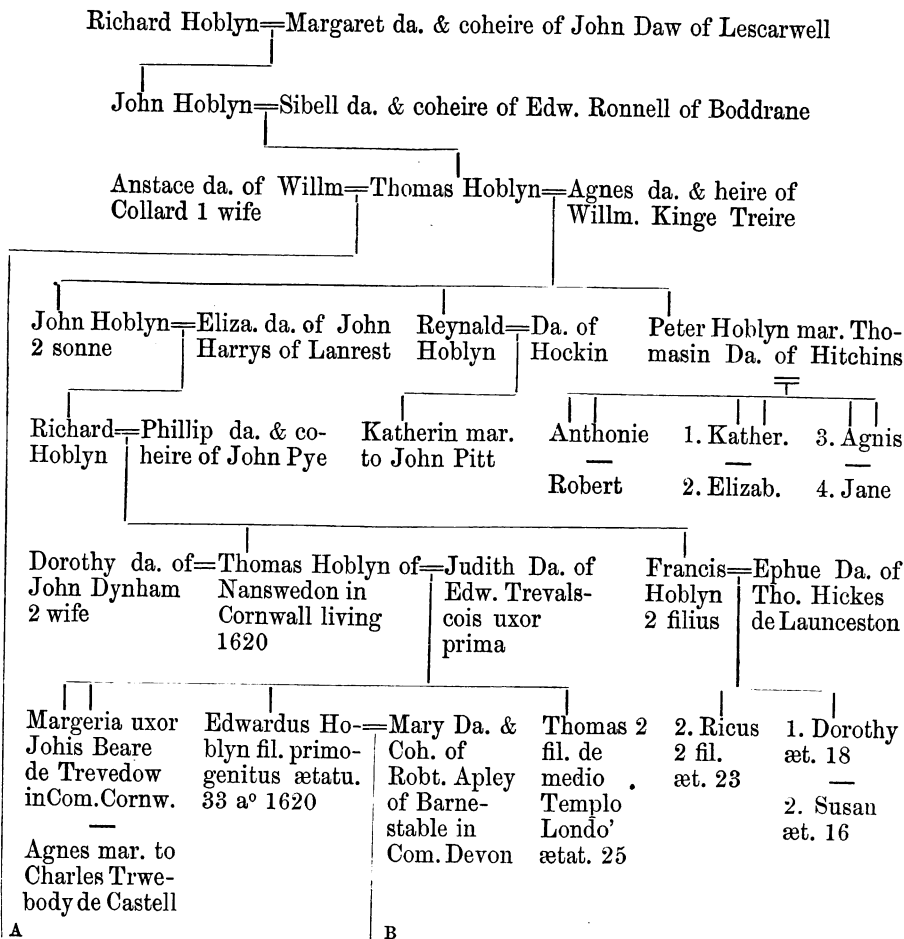 Richard Hoblyn=Margaret da. & coheire of John Daw of Lescarwell
John Hoblyn=Sibell da. & coheire of Edw. Ronnell of Boddrane
Anstace da. of Willm=Thomas Hoblyn=Agnes da. & heire of
Collard 1 wife
Willm. Kinge Treire
John Hoblyn=Eliza. da. of John
2 sonne
Harrys of Lanrest
Reynald=Da. of
Hoblyn
Hockin
Peter Hoblyn mar. Tho-
masin Da. of Hitchins
Richard=Phillip da. & co-
Hoblyn
heire of John Pye
Katherin mar.
to John Pitt
Anthonie
—
Robert
1. Kather.
—
2. Elizab.
3. Agnis
—
4. Jane
Dorothy da. of=Thomas Hoblyn of=Judith Da. of
John Dynham
2 wife
Nanswedon in
Cornwall living
1620
Edw. Trevals-
cois uxor
prima
Francis=Ephue Da. of
Hoblyn
2 filius
Tho. Hickes
de Launceston
Margeria uxor
Johis Beare
de Trevedow
in Com. Cornw.
—
Agnes mar. to
Charles Trwe-
body de Castell
Edwardus Ho-=Mary Da. &
blyn fil. primo-
genitus ætatu.
33 aº 1620
Coh. of
Robt. Apley
of Barne-
stable in
Com. Devon
Thomas 2
fil. de
medio
Templo
Londo'
ætat. 25
2. Ricus
2 fil.
æt. 23
1. Dorothy
æt. 18
—
2. Susan
æt. 16
A
B